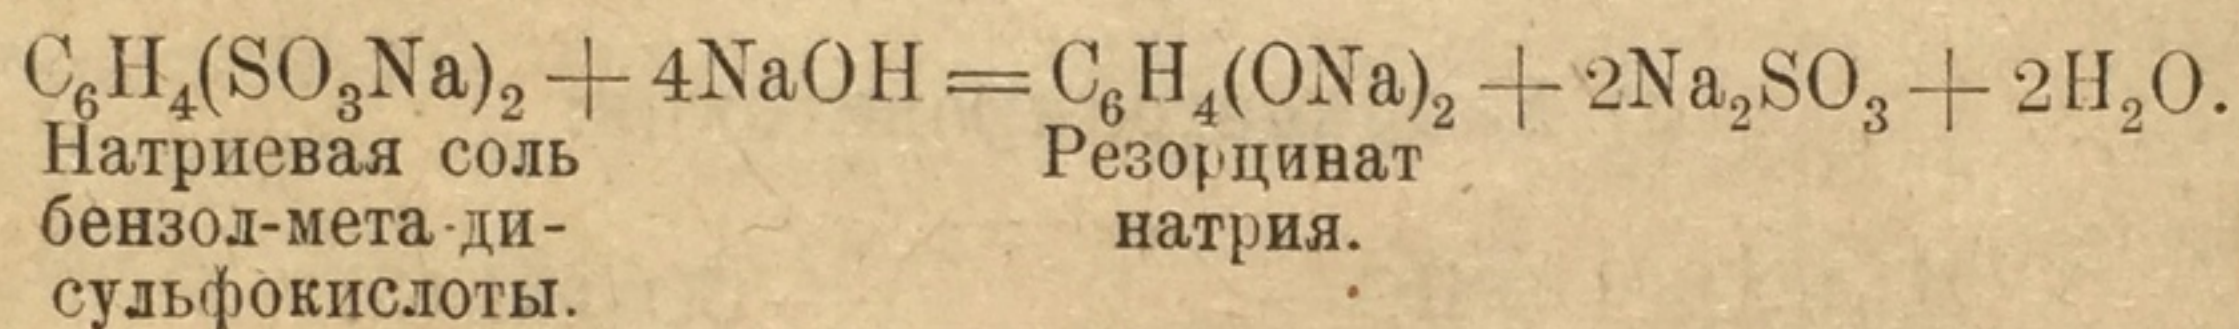 C₆H₄(SO₃Na)₂ + 4NaOH = C₆H₄(ONa)₂ + 2Na₂SO₃ + 2H₂O.
Натриевая соль Резорцинат
бензол-мета-ди- натрия.
сульфокислоты.